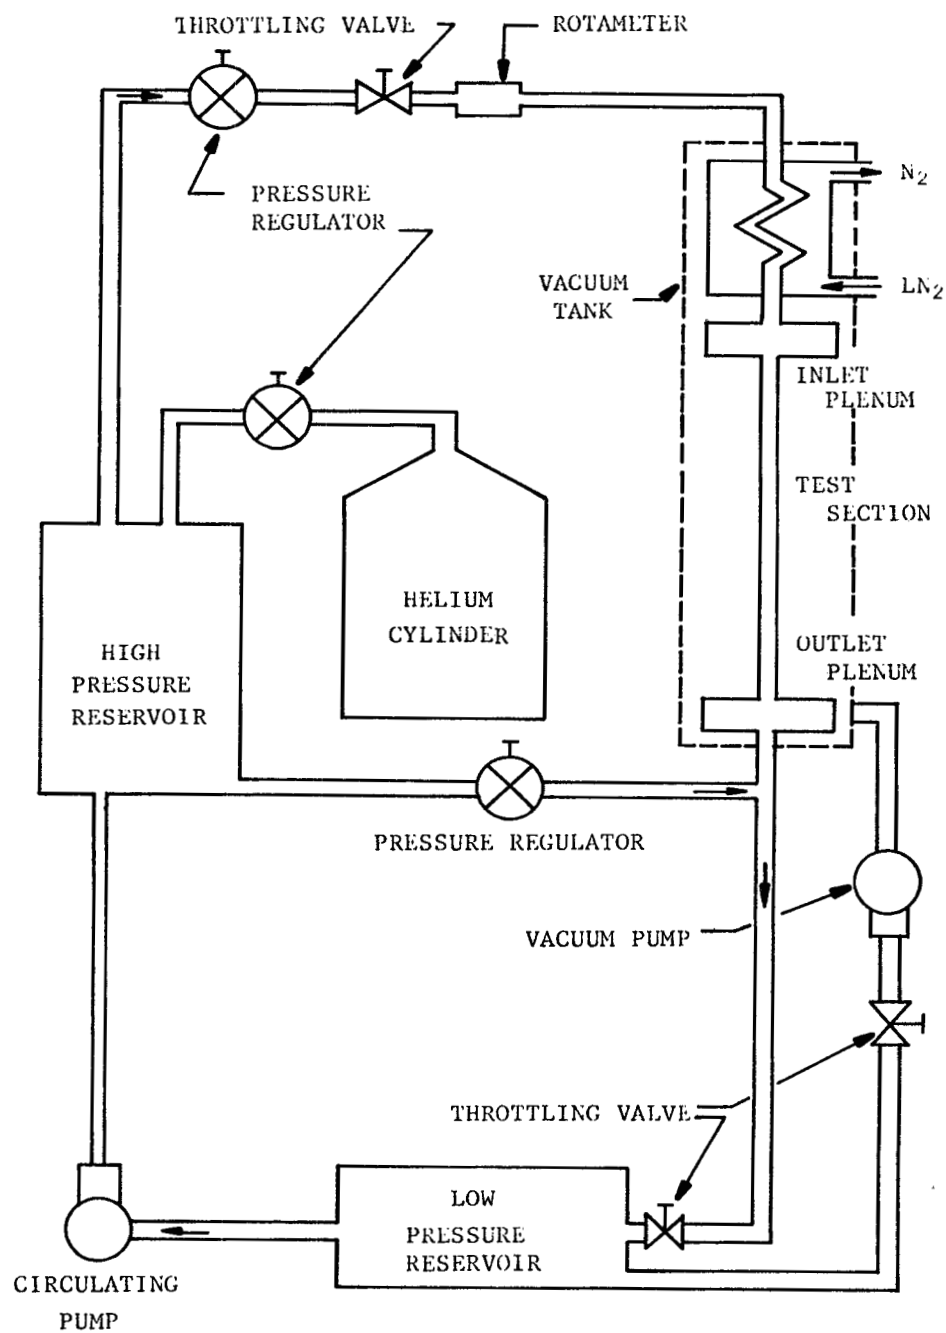 THROTTLING VALVE
ROTAMETER
N2
PRESSURE
REGULATOR
VACUUM
TANK
LN2
INLET
PLENUM
TEST
SECTION
HELIUM
CYLINDER
HIGH
PRESSURE
RESERVOIR
OUTLET
PLENUM
PRESSURE REGULATOR
VACUUM PUMP
THROTTLING VALVE
LOW
PRESSURE
RESERVOIR
CIRCULATING
PUMP